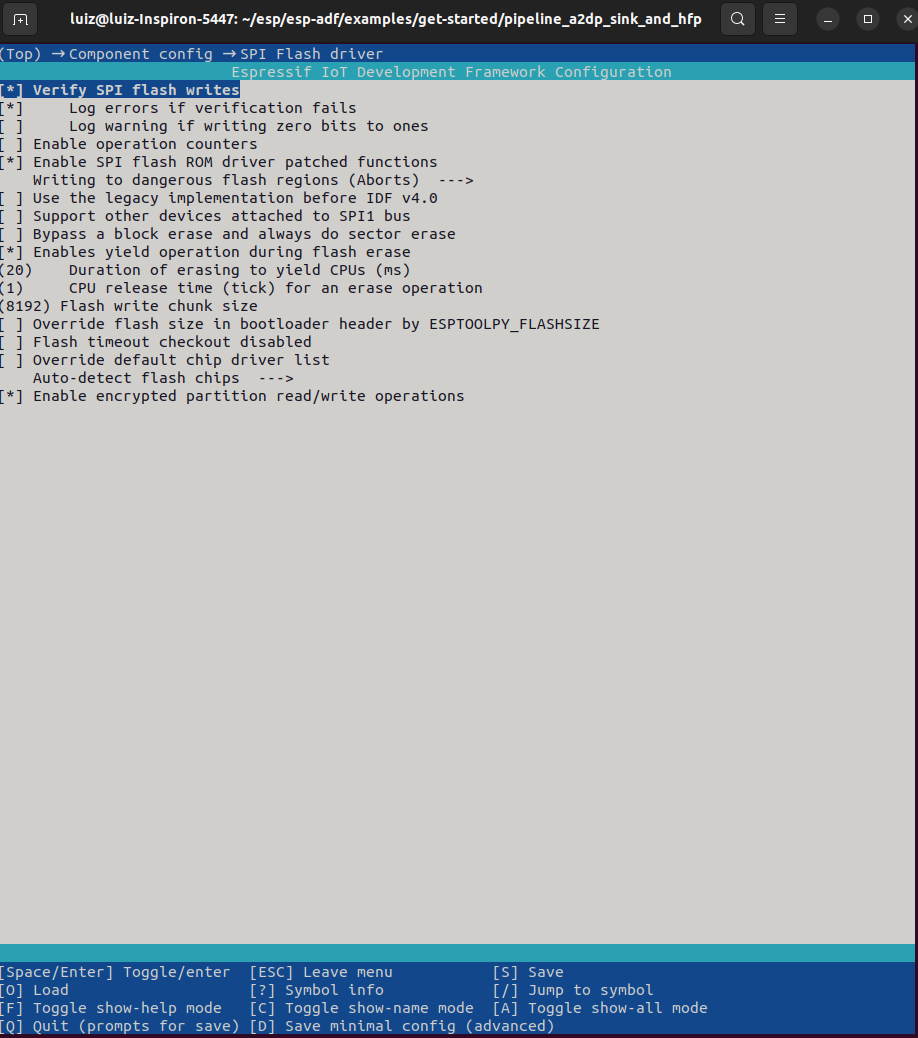 luiz@luiz-Inspiron-5447: ~/esp/esp-adf/examples/get-started/pipeline_a2dp_sink_and_hfp
(Top) → Component config → SPI Flash driver
Espressif IoT Development Framework Configuration
[*] Verify SPI flash writes
[*]     Log errors if verification fails
[ ]     Log warning if writing zero bits to ones
[ ] Enable operation counters
[*] Enable SPI flash ROM driver patched functions
    Writing to dangerous flash regions (Aborts)  --->
[ ] Use the legacy implementation before IDF v4.0
[ ] Support other devices attached to SPI1 bus
[ ] Bypass a block erase and always do sector erase
[*] Enables yield operation during flash erase
(20)    Duration of erasing to yield CPUs (ms)
(1)     CPU release time (tick) for an erase operation
(8192) Flash write chunk size
[ ] Override flash size in bootloader header by ESPTOOLPY_FLASHSIZE
[ ] Flash timeout checkout disabled
[ ] Override default chip driver list
    Auto-detect flash chips  --->
[*] Enable encrypted partition read/write operations
[Space/Enter] Toggle/enter  [ESC] Leave menu           [S] Save
[O] Load                    [?] Symbol info            [/] Jump to symbol
[F] Toggle show-help mode   [C] Toggle show-name mode  [A] Toggle show-all mode
[Q] Quit (prompts for save) [D] Save minimal config (advanced)